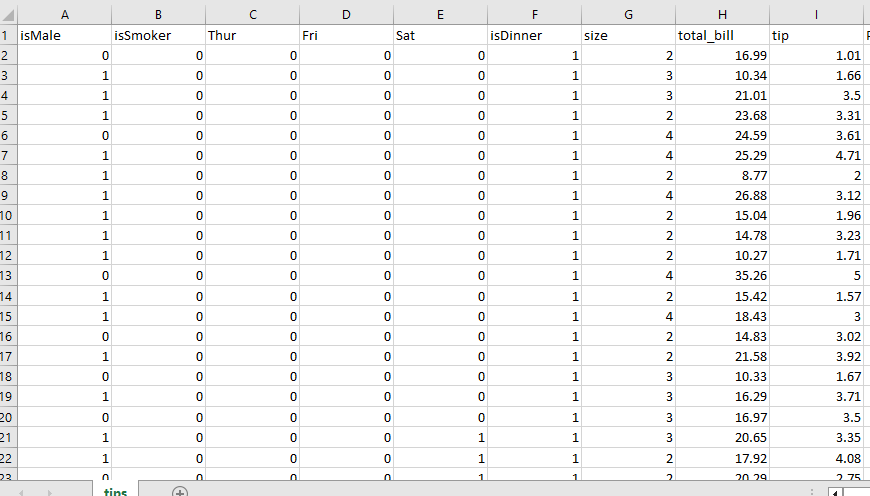 A B C D E F G H I
1 isMale isSmoker Thur Fri Sat isDinner size total_bill tip
2 0 0 0 0 0 1 2 16.99 1.01
3 1 0 0 0 0 1 3 10.34 1.66
4 1 0 0 0 0 1 3 21.01 3.5
5 1 0 0 0 0 1 2 23.68 3.31
6 0 0 0 0 0 1 4 24.59 3.61
7 1 0 0 0 0 1 4 25.29 4.71
8 1 0 0 0 0 1 2 8.77 2
9 1 0 0 0 0 1 4 26.88 3.12
10 1 0 0 0 0 1 2 15.04 1.96
11 1 0 0 0 0 1 2 14.78 3.23
12 1 0 0 0 0 1 2 10.27 1.71
13 0 0 0 0 0 1 4 35.26 5
14 1 0 0 0 0 1 2 15.42 1.57
15 1 0 0 0 0 1 4 18.43 3
16 0 0 0 0 0 1 2 14.83 3.02
17 1 0 0 0 0 1 2 21.58 3.92
18 0 0 0 0 0 1 3 10.33 1.67
19 1 0 0 0 0 1 3 16.29 3.71
20 0 0 0 0 0 1 3 16.97 3.5
21 1 0 0 0 1 1 3 20.65 3.35
22 1 0 0 0 1 1 2 17.92 4.08
23 0 0 0 0 1 1 2 20.29 2.75
tips